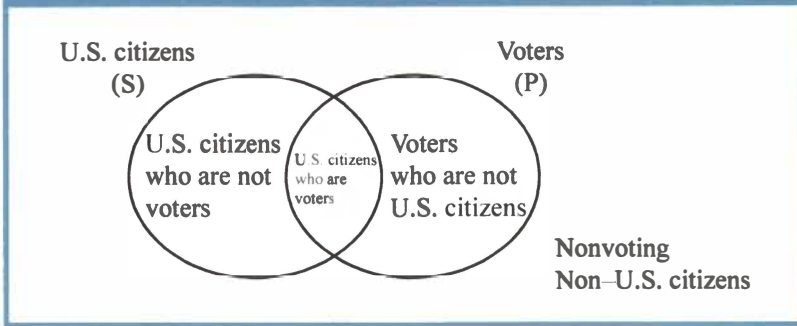 U.S. citizens
(S)
Voters
(P)
U.S. citizens
who are not
voters
U.S. citizens
who are
voters
Voters
who are not
U.S. citizens
Nonvoting
Non–U.S. citizens